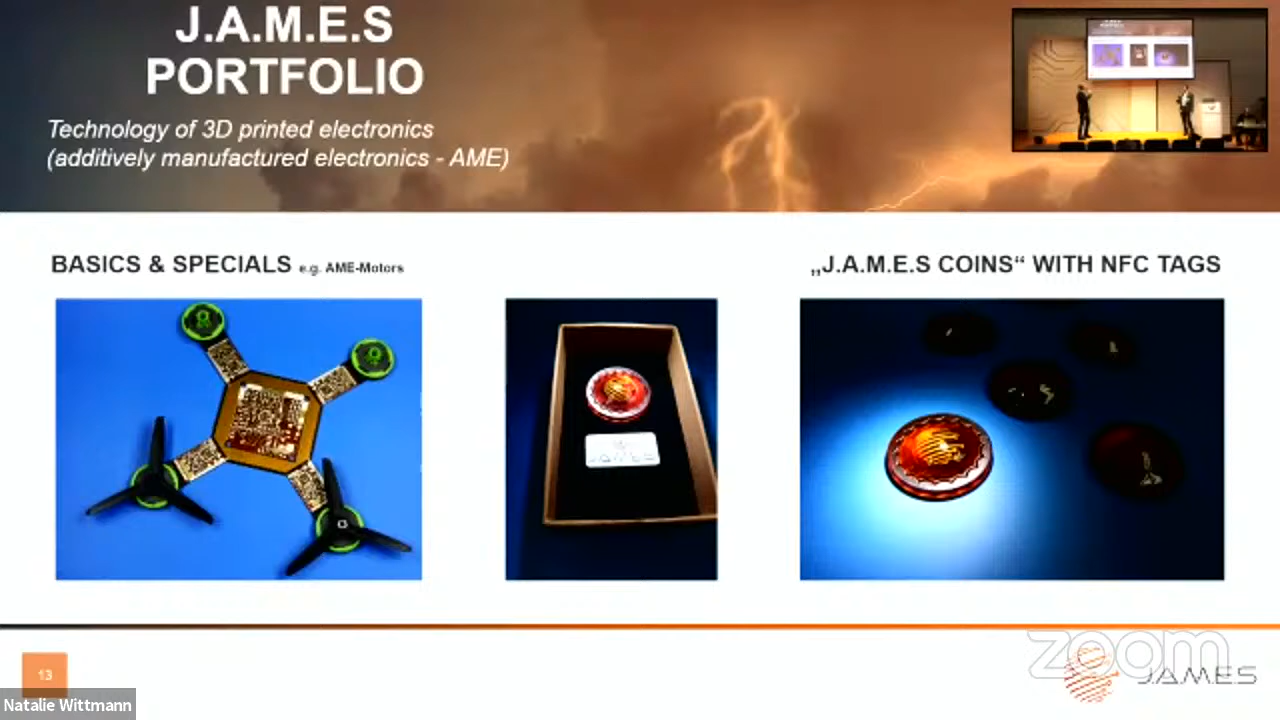 J.A.M.E.S
PORTFOLIO
Technology of 3D printed electronics
(additively manufactured electronics - AME)
BASICS & SPECIALS e.g. AME-Motors
„J.A.M.E.S COINS“ WITH NFC TAGS
JAMES
13
zoom
JAMES
Natalie Wittmann